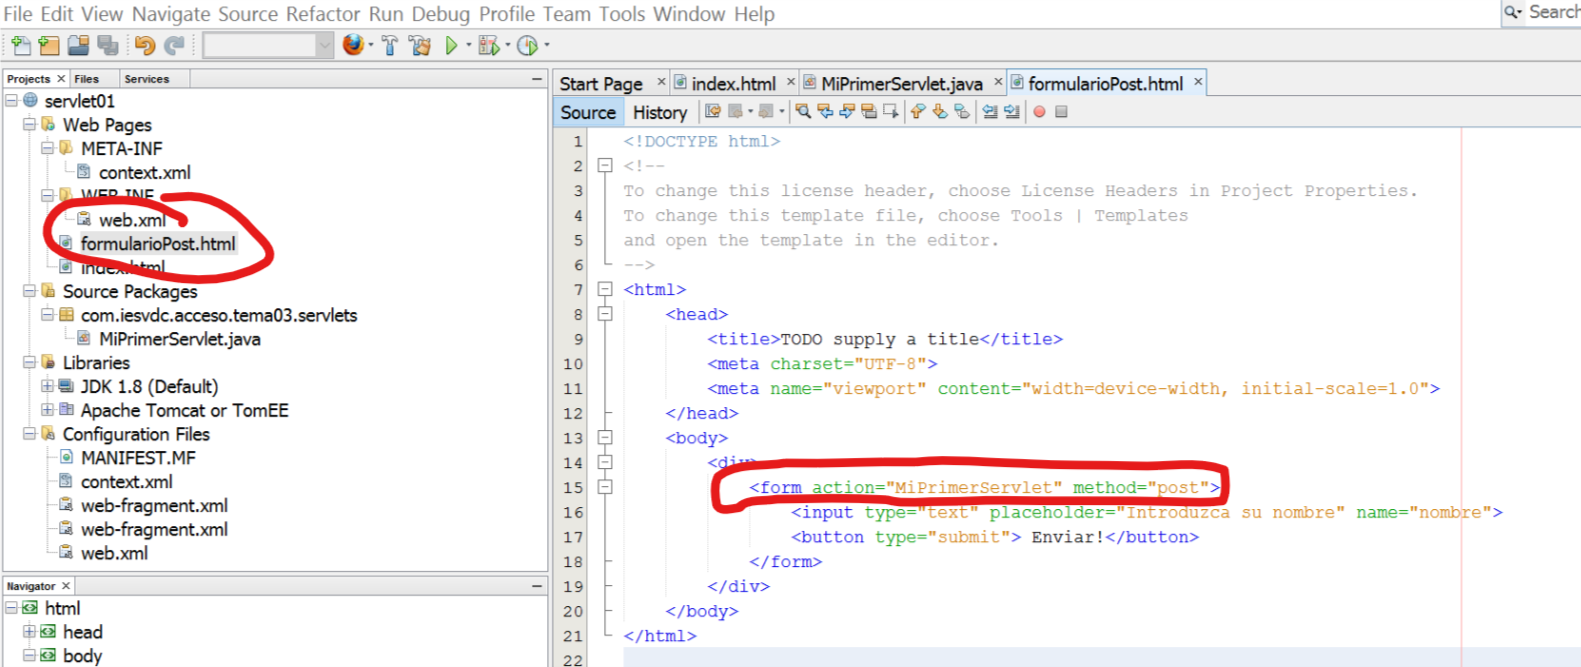 File Edit View Navigate Source Refactor Run Debug Profile Team Tools Window Help
Search
Projects Files Services
servlet01
Web Pages
META-INF
context.xml
WEB-INF
web.xml
formularioPost.html
index.html
Source Packages
com.iesvdc.acceso.tema03.servlets
MiPrimerServlet.java
Libraries
JDK 1.8 (Default)
Apache Tomcat or TomEE
Configuration Files
MANIFEST.MF
context.xml
web-fragment.xml
web-fragment.xml
web.xml
Navigator
html
head
body
Start Page index.html MiPrimerServlet.java formularioPost.html
Source History
1 <!DOCTYPE html>
2 <!--
3 To change this license header, choose License Headers in Project Properties.
4 To change this template file, choose Tools | Templates
5 and open the template in the editor.
6 -->
7 <html>
8 <head>
9 <title>TODO supply a title</title>
10 <meta charset="UTF-8">
11 <meta name="viewport" content="width=device-width, initial-scale=1.0">
12 </head>
13 <body>
14 <div>
15 <form action="MiPrimerServlet" method="post">
16 <input type="text" placeholder="Introduzca su nombre" name="nombre">
17 <button type="submit"> Enviar!</button>
18 </form>
19 </div>
20 </body>
21 </html>
22